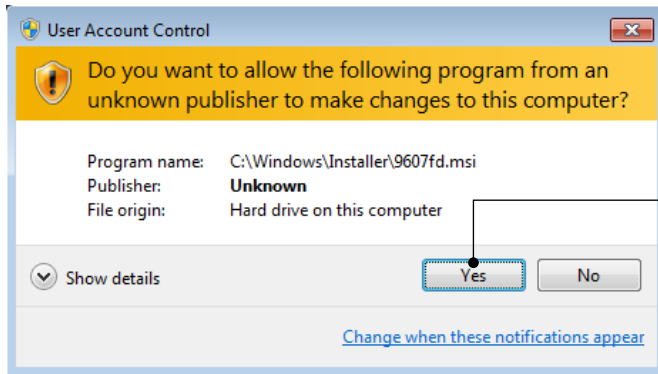 User Account Control
Do you want to allow the following program from an
unknown publisher to make changes to this computer?
Program name: C:\Windows\Installer\9607fd.msi
Publisher: Unknown
File origin: Hard drive on this computer
Show details Yes No
Change when these notifications appear